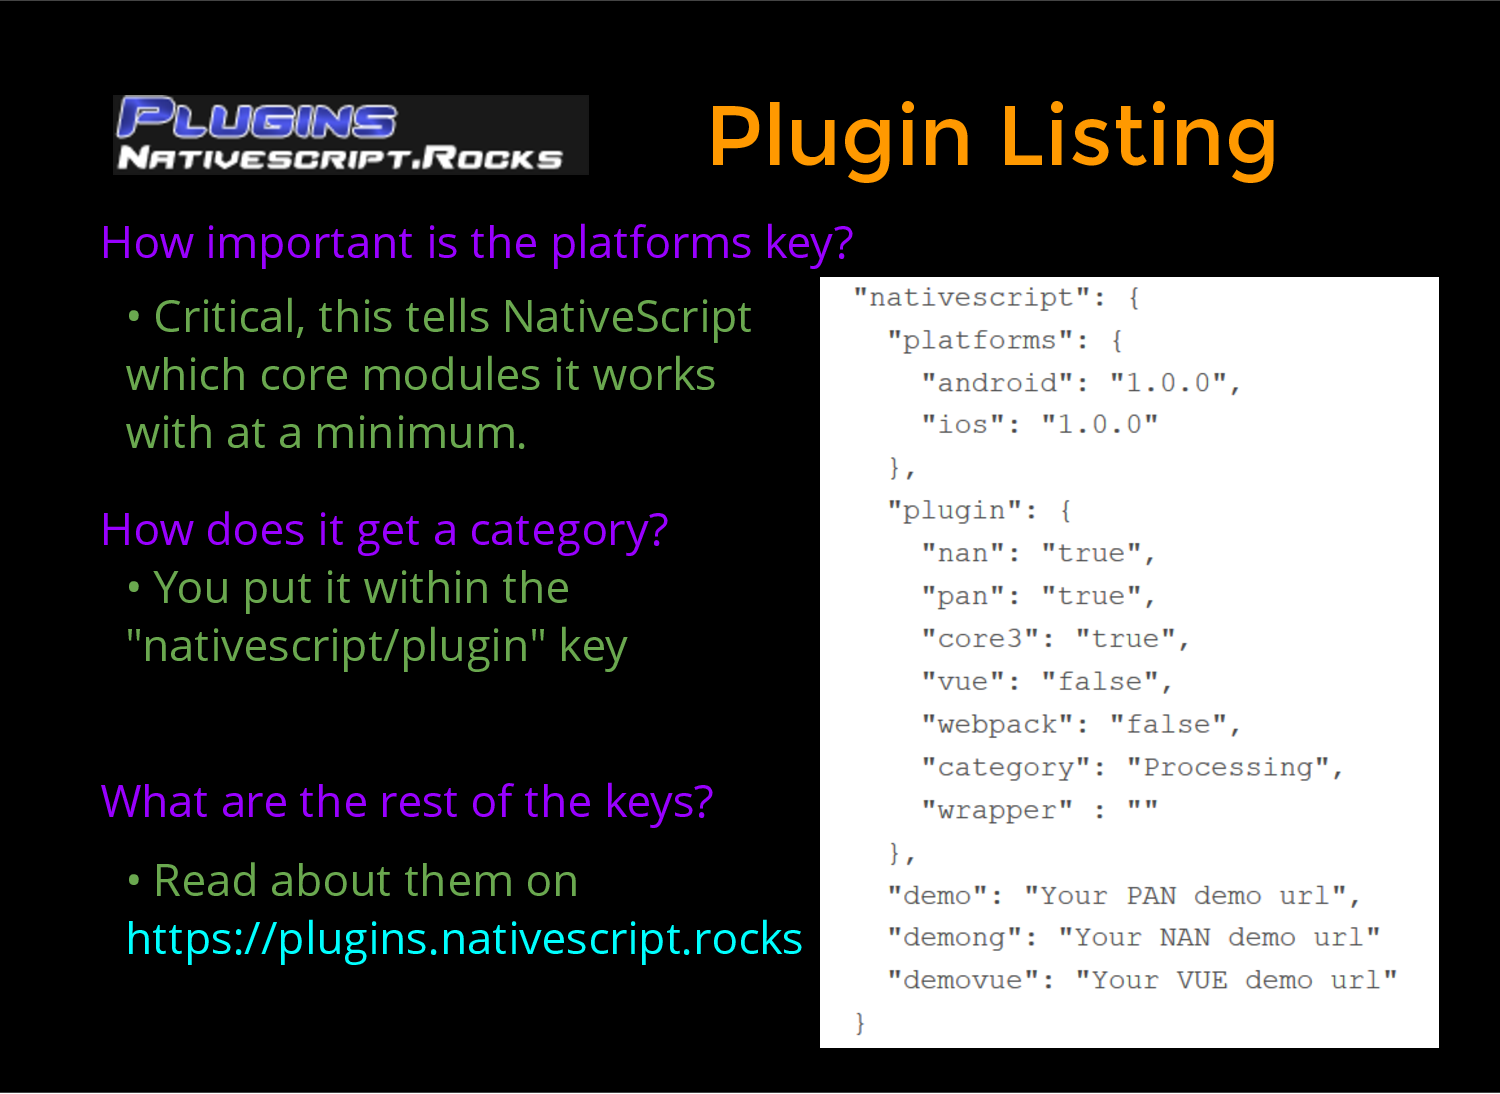 PLUGINS
NATIVESCRIPT.ROCKS
Plugin Listing
How important is the platforms key?
• Critical, this tells NativeScript
which core modules it works
with at a minimum.
How does it get a category?
• You put it within the
"nativescript/plugin" key
What are the rest of the keys?
• Read about them on
https://plugins.nativescript.rocks
"nativescript": {
"platforms": {
"android": "1.0.0",
"ios": "1.0.0"
},
"plugin": {
"nan": "true",
"pan": "true",
"core3": "true",
"vue": "false",
"webpack": "false",
"category": "Processing",
"wrapper" : ""
},
"demo": "Your PAN demo url",
"demong": "Your NAN demo url"
"demovue": "Your VUE demo url"
}